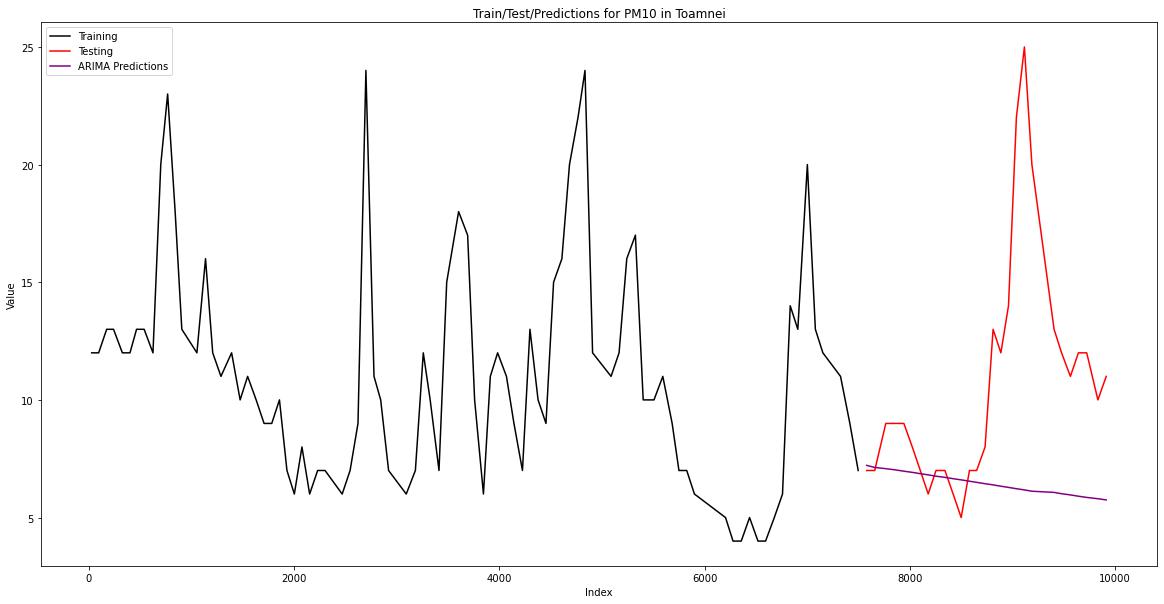 Train/Test/Predictions for PM10 in Toamnei
Training
Testing
ARIMA Predictions
25
20
15
10
5
Value
0
2000
4000
6000
8000
10000
Index